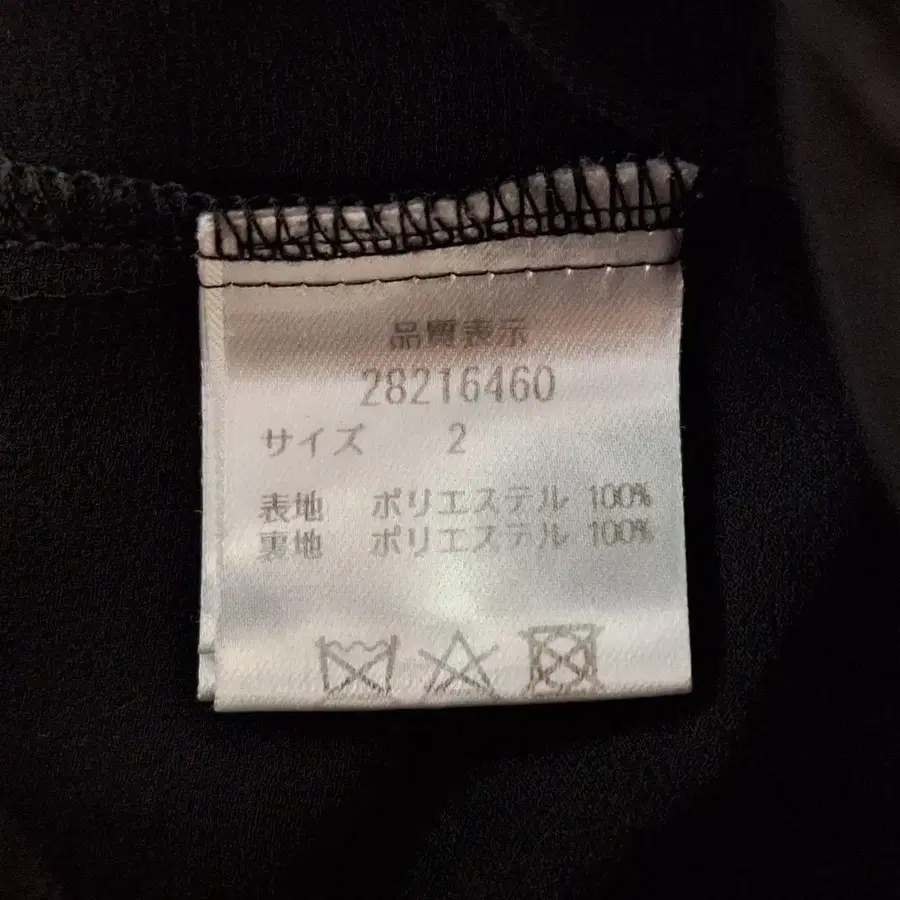 品質表示
28216460
サイズ 2
表地 ポリエステル 100%
裏地 ポリエステル 100%